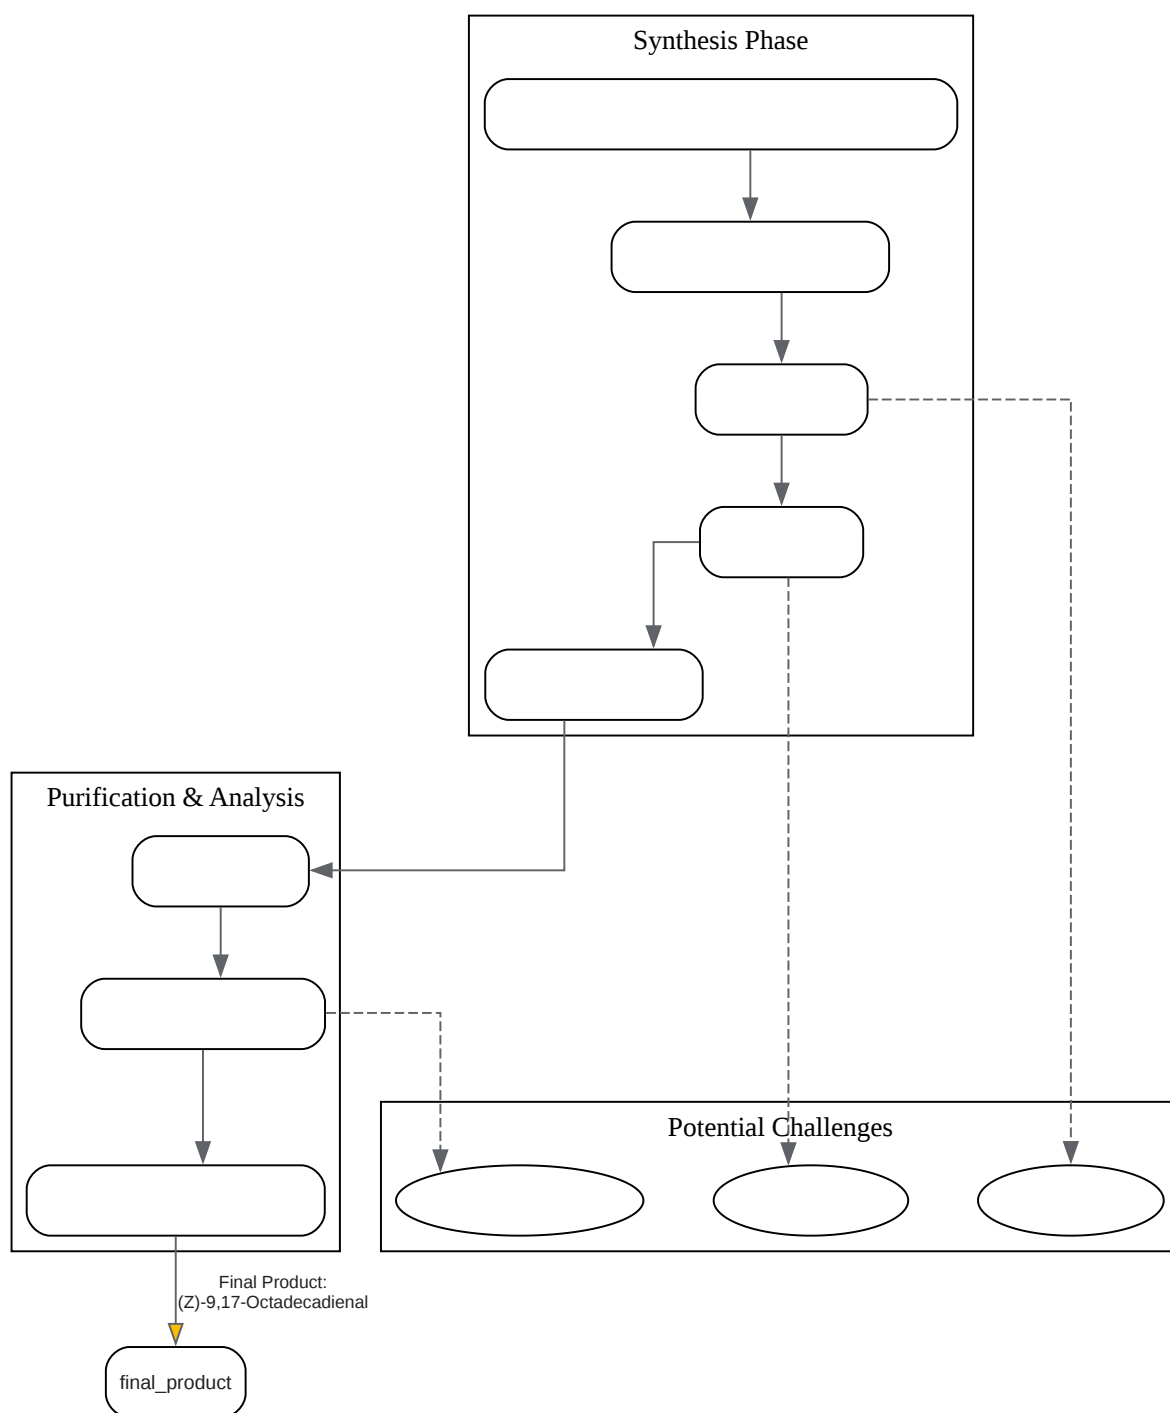 Synthesis Phase
Purification & Analysis
Potential Challenges
Final Product:
(Z)-9,17-Octadecadienal
final_product